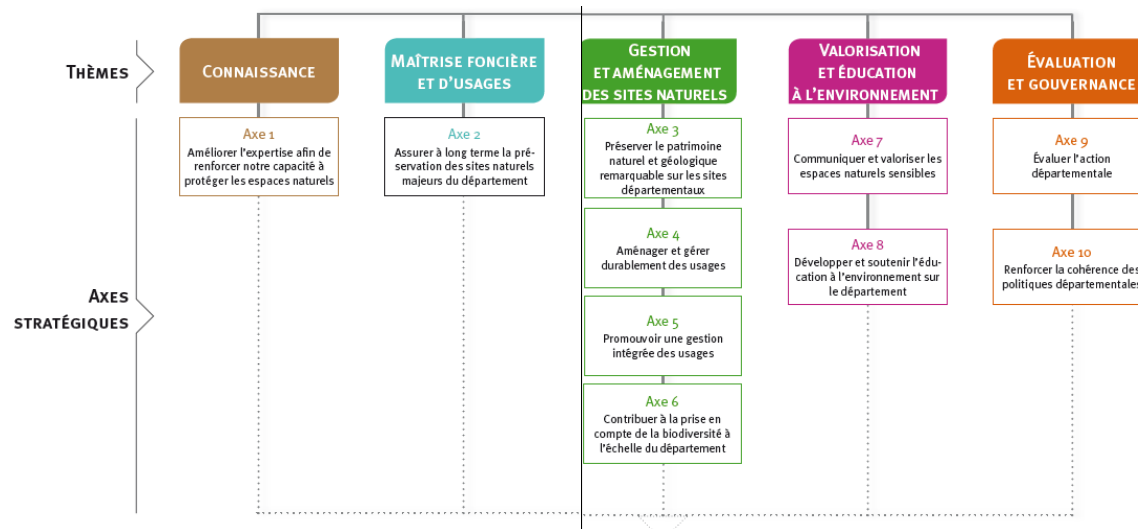 Thèmes
Connaissance
Maîtrise foncière
et d'usages
Gestion
et aménagement
des sites naturels
Valorisation
et éducation
à l'environnement
Évaluation
et gouvernance
Axes
stratégiques
Axe 1
Améliorer l'expertise afin de
renforcer notre capacité à
protéger les espaces naturels
Axe 2
Assurer à long terme la pré-
servation des sites naturels
majeurs du département
Axe 3
Préserver le patrimoine
naturel et géologique
remarquable sur les sites
départementaux
Axe 4
Aménager et gérer
durablement des usages
Axe 5
Promouvoir une gestion
intégrée des usages
Axe 6
Contribuer à la prise en
compte de la biodiversité à
l'échelle du département
Axe 7
Communiquer et valoriser les
espaces naturels sensibles
Axe 8
Développer et soutenir l'édu-
cation à l'environnement sur
le département
Axe 9
Évaluer l'action
départementale
Axe 10
Renforcer la cohérence des
politiques départementales